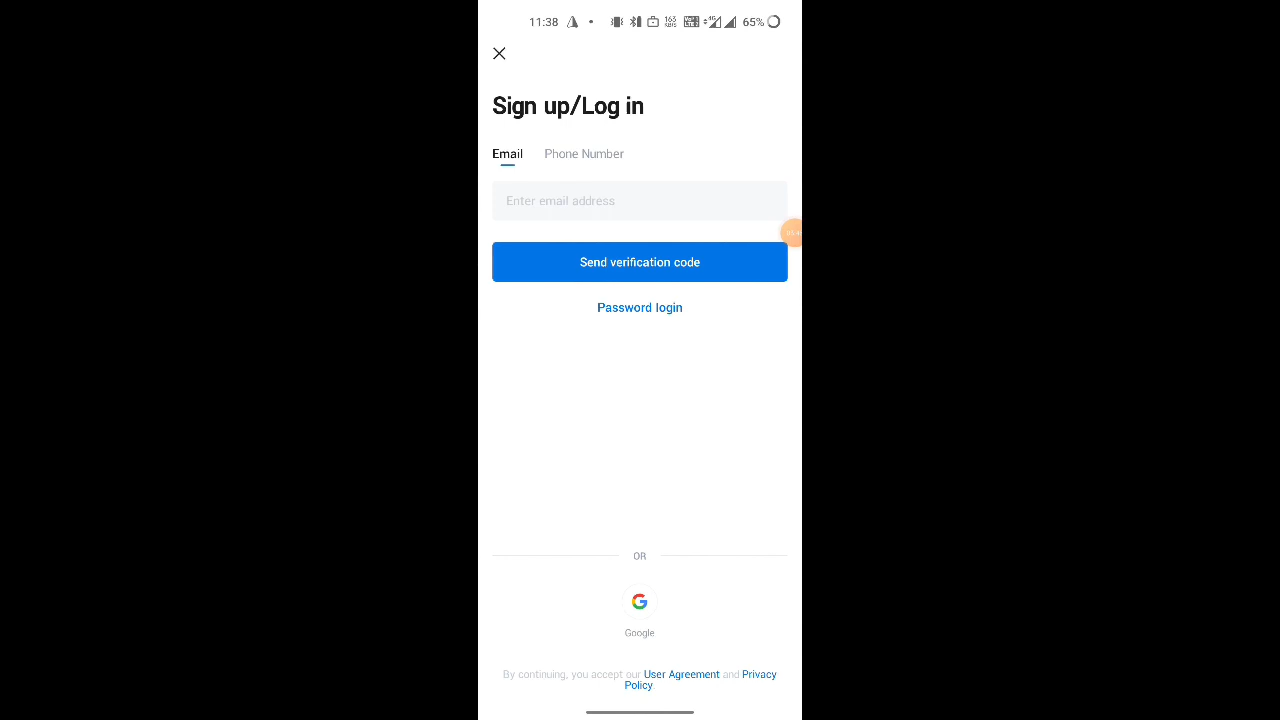 11:38 65%
Sign up/Log in
Email Phone Number
Enter email address
Send verification code
Password login
OR
Google
By continuing, you accept our User Agreement and Privacy
Policy